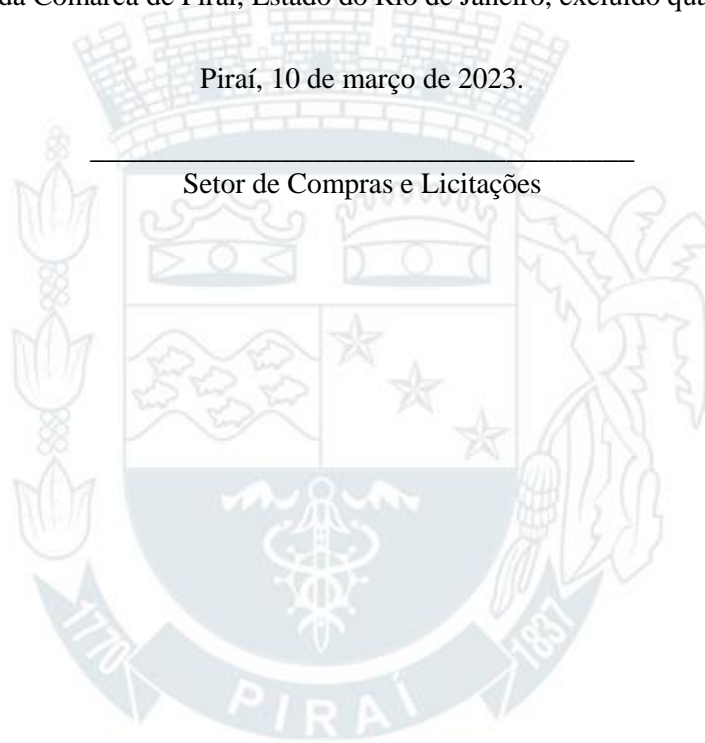 da Comarca de Piraí, Estado do Rio de Janeiro, excluído
Piraí, 10 de março de 2023.
Setor de Compras e Licitações
1770
PIRAÍ
1837